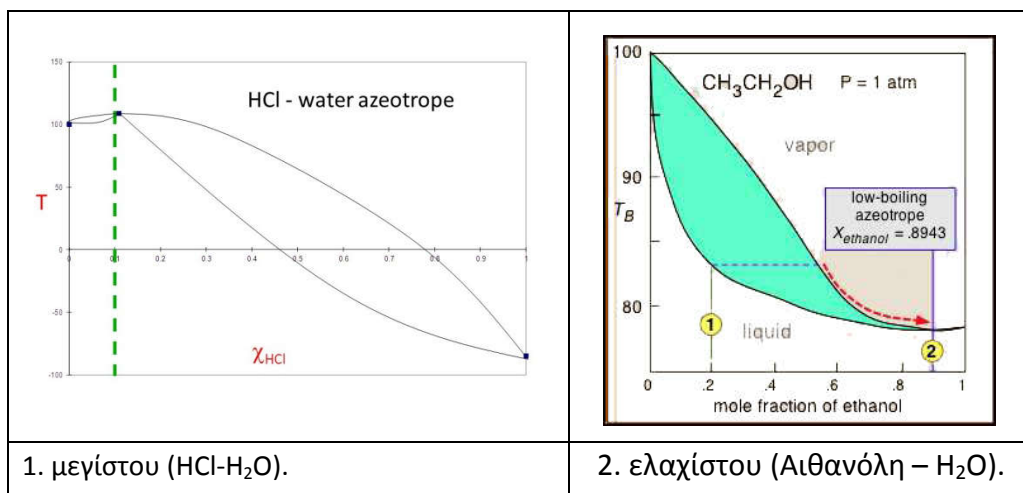 HCl - water azeotrope
150
100
50
0
-50
-100
0
0.1
0.2
0.3
0.4
0.5
0.6
0.7
0.8
0.9
1
T
χHCl
1. μεγίστου (HCl-H₂O).
CH₃CH₂OH P = 1 atm
100
90
T_B
80
vapor
low-boiling
azeotrope
X_ethanol = .8943
1
liquid
2
0 .2 .4 .6 .8 1
mole fraction of ethanol
2. ελαχίστου (Αιθανόλη – H₂O).